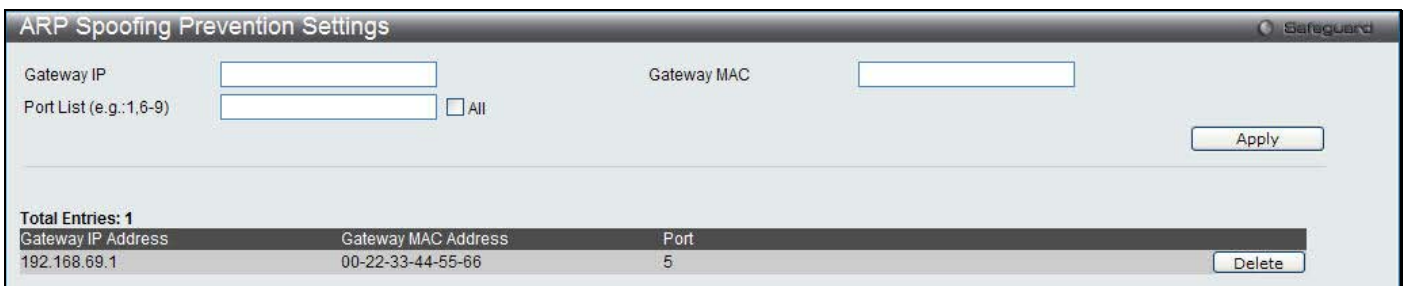 ARP Spoofing Prevention Settings Safeguard
Gateway IP Gateway MAC
Port List (e.g.:1,6-9) All
Apply
Total Entries: 1
Gateway IP Address Gateway MAC Address Port
192.168.69.1 00-22-33-44-55-66 5 Delete